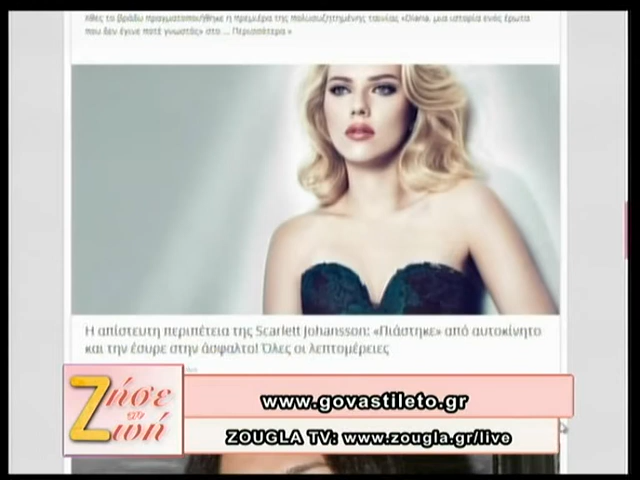 Χθες το βράδυ πραγματοποιήθηκε η πρεμιέρα της πολυσυζητημένης ταινίας «Diana, μια ιστορία ενός έρωτα
που δεν έγινε ποτέ γνωστός» στο ... Περισσότερα »
Η απίστευτη περιπέτεια της Scarlett Johansson: «Πιάστηκε» από αυτοκίνητο
και την έσυρε στην άσφαλτο! Όλες οι λεπτομέρειες
Ζήσε
τη
Ζωή
www.govastileto.gr
ZOUGLA TV: www.zougla.gr/live